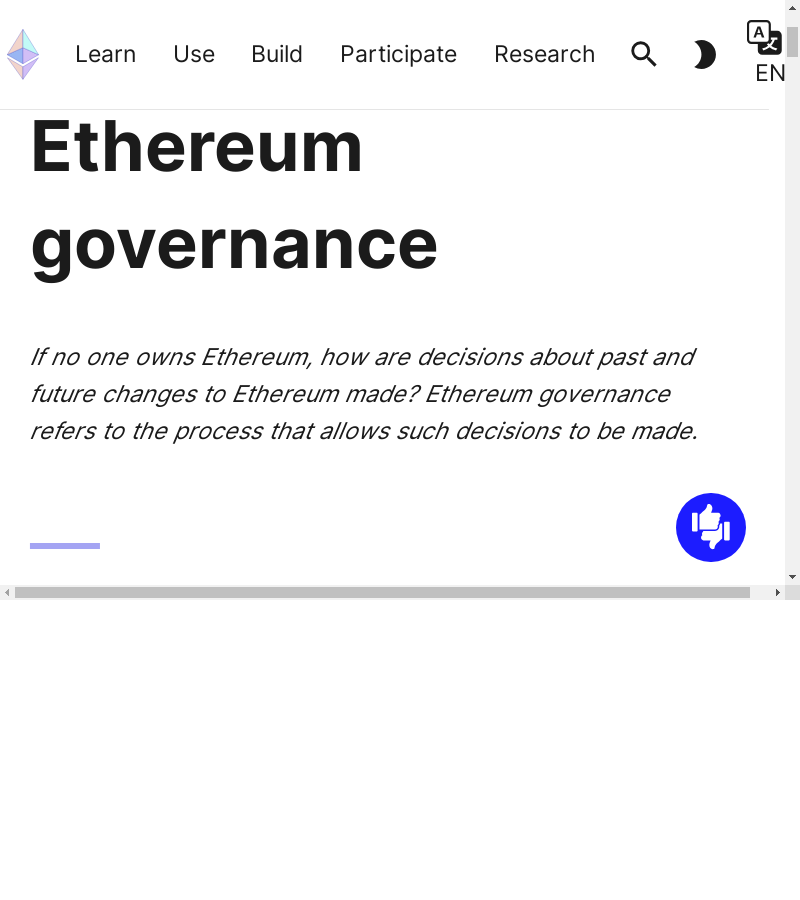 Learn Use Build Participate Research
A
文
EN
Ethereum
governance
If no one owns Ethereum, how are decisions about past and
future changes to Ethereum made? Ethereum governance
refers to the process that allows such decisions to be made.